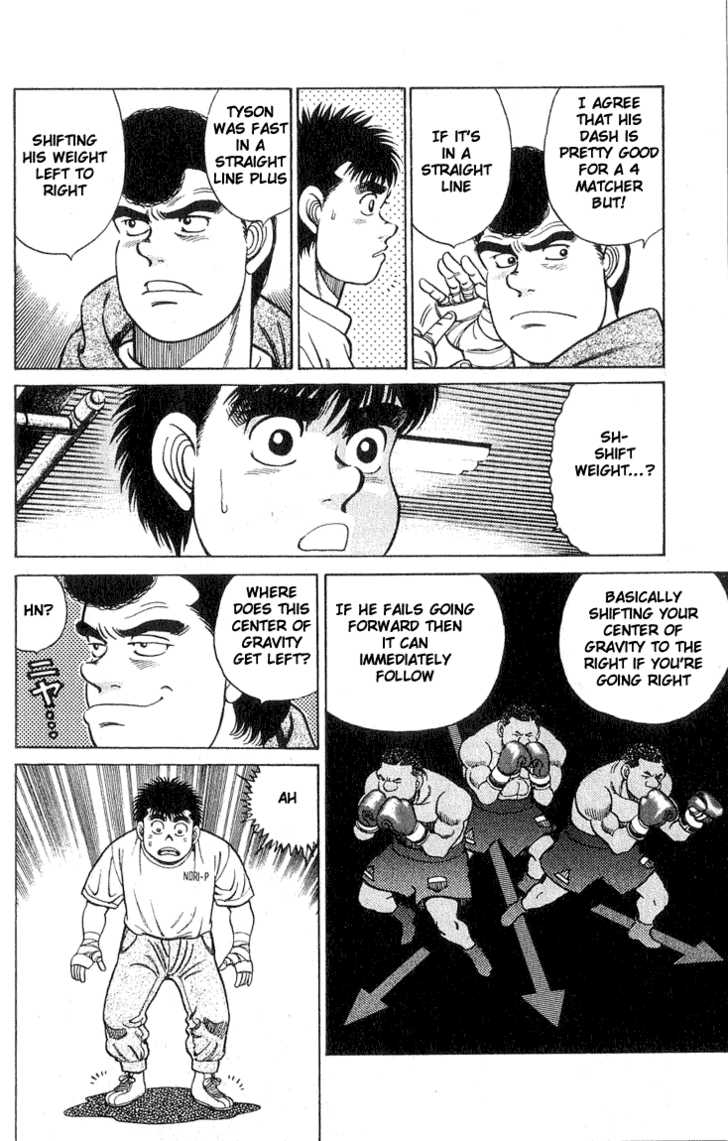 I AGREE
THAT HIS
DASH IS
PRETTY GOOD
FOR A 4
MATCHER
BUT!
IF IT'S
IN A
STRAIGHT
LINE
TYSON
WAS FAST
IN A
STRAIGHT
LINE PLUS
SHIFTING
HIS WEIGHT
LEFT TO
RIGHT
SH-
SHIFT
WEIGHT...?
BASICALLY
SHIFTING YOUR
CENTER OF
GRAVITY TO THE
RIGHT IF YOU'RE
GOING RIGHT
IF HE FAILS GOING
FORWARD THEN
IT CAN
IMMEDIATELY
FOLLOW
WHERE
DOES THIS
CENTER OF
GRAVITY
GET LEFT?
HN?
ニヤ...
AH
NORI-P